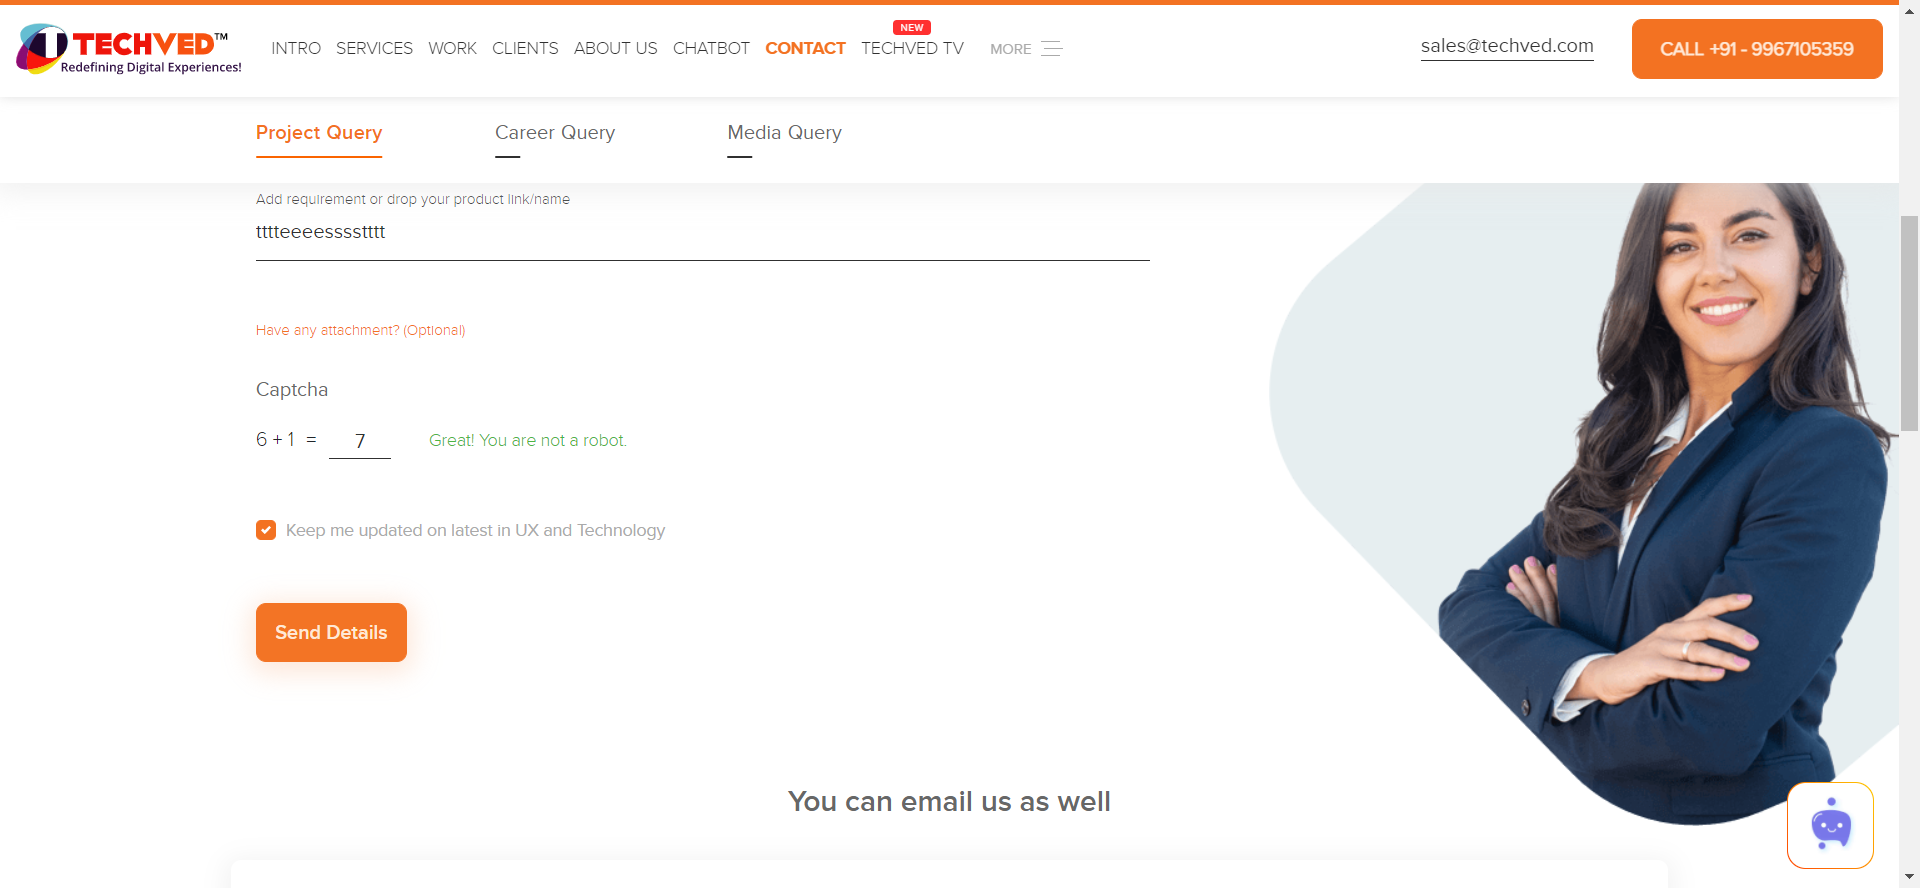 TECHVED™
Redefining Digital Experiences!
INTRO SERVICES WORK CLIENTS ABOUT US CHATBOT CONTACT TECHVED TV MORE
NEW
sales@techved.com
CALL +91 - 9967105359
Project Query Career Query Media Query
Add requirement or drop your product link/name
tttteeeessssstttt
Have any attachment? (Optional)
Captcha
6 + 1 = 7 Great! You are not a robot.
Keep me updated on latest in UX and Technology
Send Details
You can email us as well